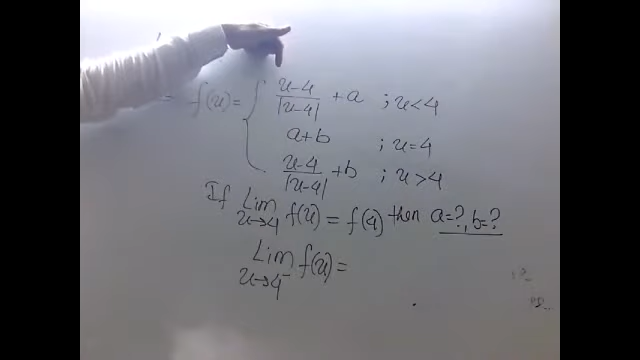 = f(u) = { (u-4)/|u-4| + a ; u<4
a+b ; u=4
(u-4)/|u-4| + b ; u>4
If Lim u→4 f(u) = f(4) then a=?, b=?
Lim u→4⁻ f(u) =